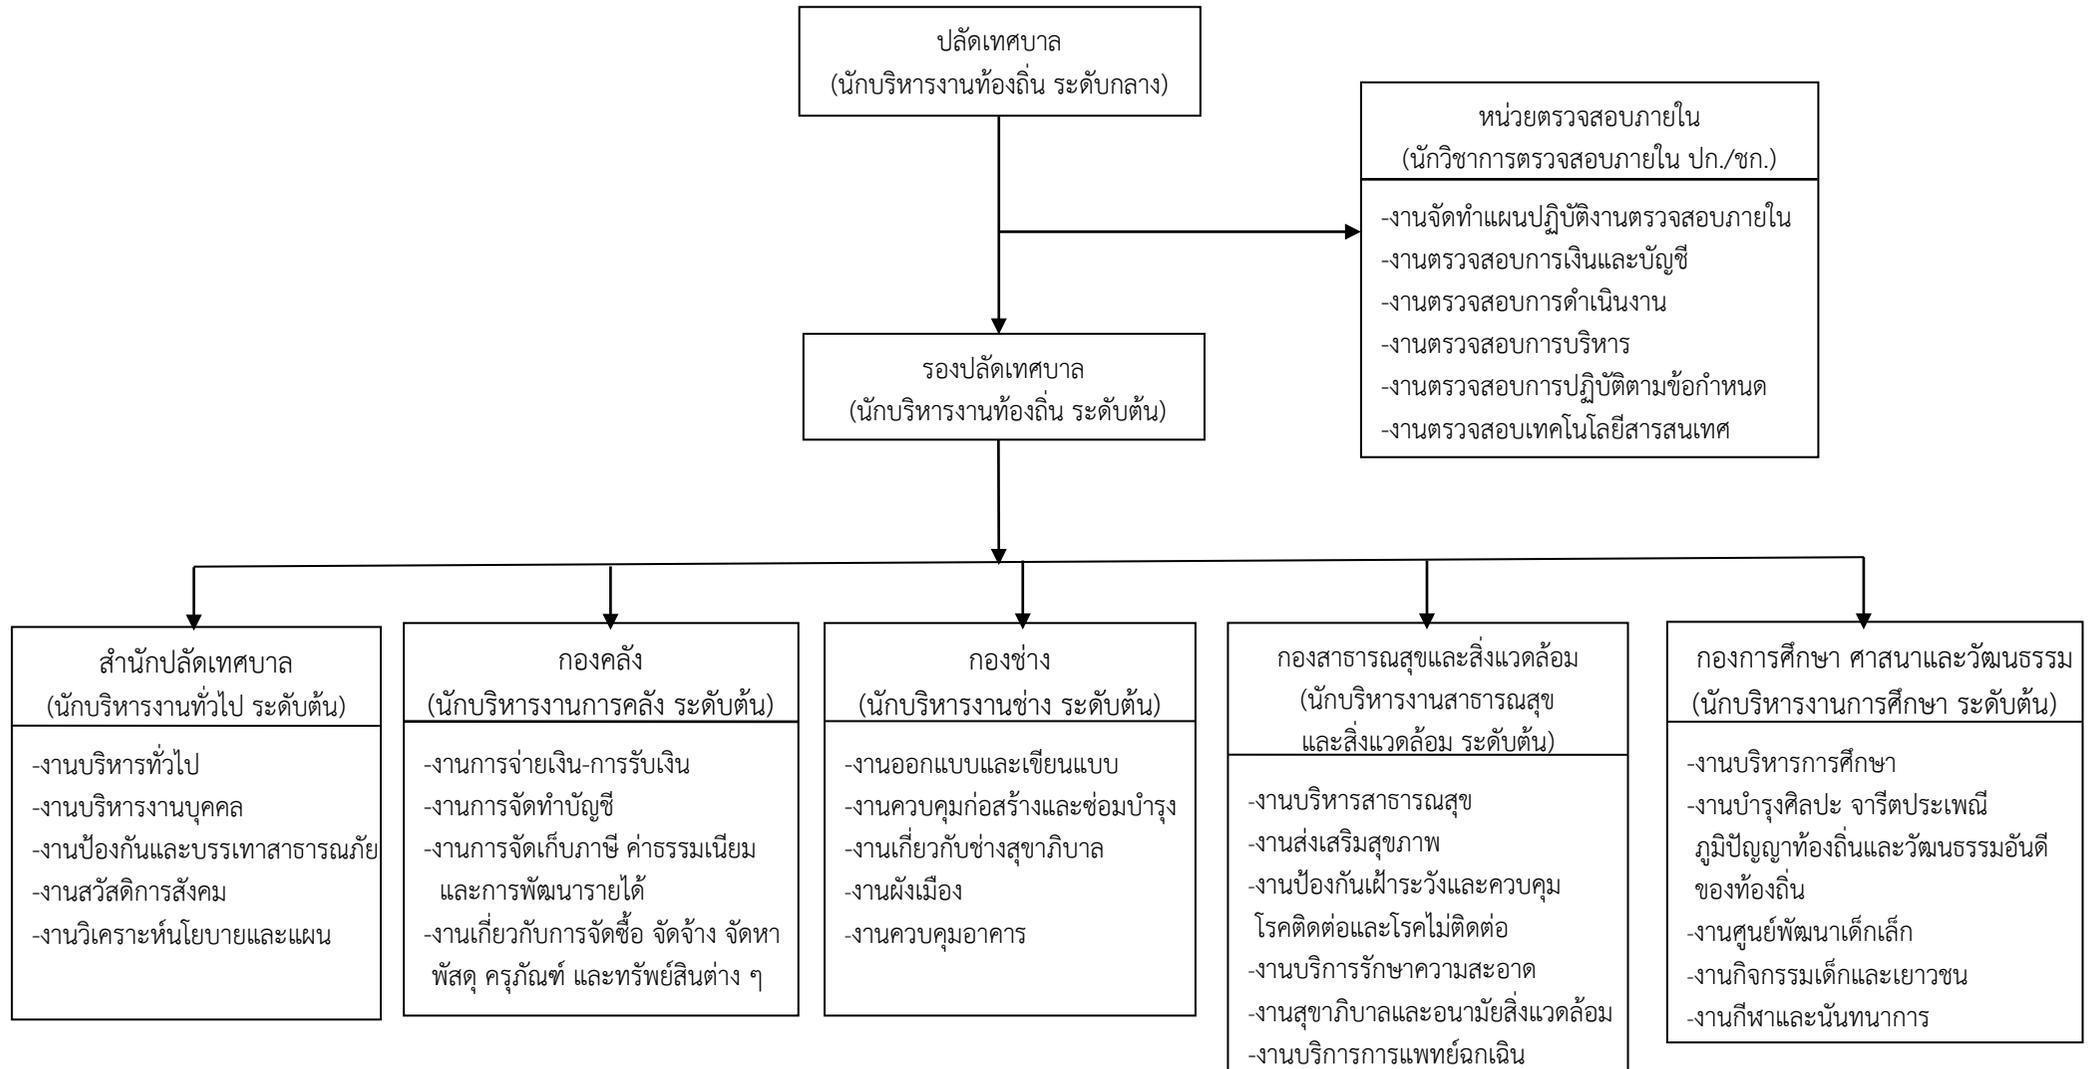 ปลัดเทศบาล
(นักบริหารงานท้องถิ่น ระดับกลาง)
หน่วยตรวจสอบภายใน
(นักวิชาการตรวจสอบภายใน ปก./ชก.)
-งานจัดทำแผนปฏิบัติงานตรวจสอบภายใน
-งานตรวจสอบการเงินและบัญชี
-งานตรวจสอบการดำเนินงาน
-งานตรวจสอบการบริหาร
-งานตรวจสอบการปฏิบัติตามข้อกำหนด
-งานตรวจสอบเทคโนโลยีสารสนเทศ
รองปลัดเทศบาล
(นักบริหารงานท้องถิ่น ระดับต้น)
สำนักปลัดเทศบาล
(นักบริหารงานทั่วไป ระดับต้น)
-งานบริหารทั่วไป
-งานบริหารงานบุคคล
-งานป้องกันและบรรเทาสาธารณภัย
-งานสวัสดิการสังคม
-งานวิเคราะห์นโยบายและแผน
กองคลัง
(นักบริหารงานการคลัง ระดับต้น)
-งานการจ่ายเงิน-การรับเงิน
-งานการจัดทำบัญชี
-งานการจัดเก็บภาษี ค่าธรรมเนียม
และการพัฒนารายได้
-งานเกี่ยวกับการจัดซื้อ จัดจ้าง จัดหา
พัสดุ ครุภัณฑ์ และทรัพย์สินต่าง ๆ
กองช่าง
(นักบริหารงานช่าง ระดับต้น)
-งานออกแบบและเขียนแบบ
-งานควบคุมก่อสร้างและซ่อมบำรุง
-งานเกี่ยวกับช่างสุขาภิบาล
-งานผังเมือง
-งานควบคุมอาคาร
กองสาธารณสุขและสิ่งแวดล้อม
(นักบริหารงานสาธารณสุข
และสิ่งแวดล้อม ระดับต้น)
-งานบริหารสาธารณสุข
-งานส่งเสริมสุขภาพ
-งานป้องกันเฝ้าระวังและควบคุม
โรคติดต่อและโรคไม่ติดต่อ
-งานบริการรักษาความสะอาด
-งานสุขาภิบาลและอนามัยสิ่งแวดล้อม
-งานบริการการแพทย์ฉุกเฉิน
กองการศึกษา ศาสนาและวัฒนธรรม
(นักบริหารงานการศึกษา ระดับต้น)
-งานบริหารการศึกษา
-งานบำรุงศิลปะ จารีตประเพณี
ภูมิปัญญาท้องถิ่นและวัฒนธรรมอันดี
ของท้องถิ่น
-งานศูนย์พัฒนาเด็กเล็ก
-งานกิจกรรมเด็กและเยาวชน
-งานกีฬาและนันทนาการ